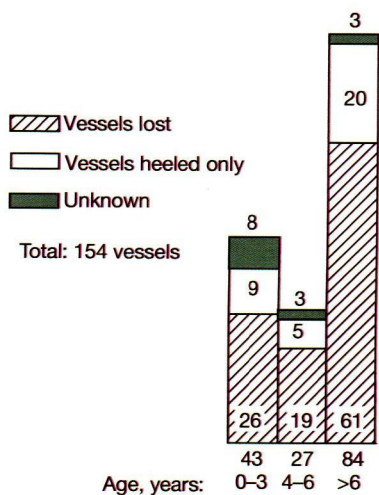 3
20
Vessels lost
Vessels heeled only
Unknown
8
Total: 154 vessels
9
3
5
26 19 61
43 27 84
Age, years: 0–3 4–6 >6